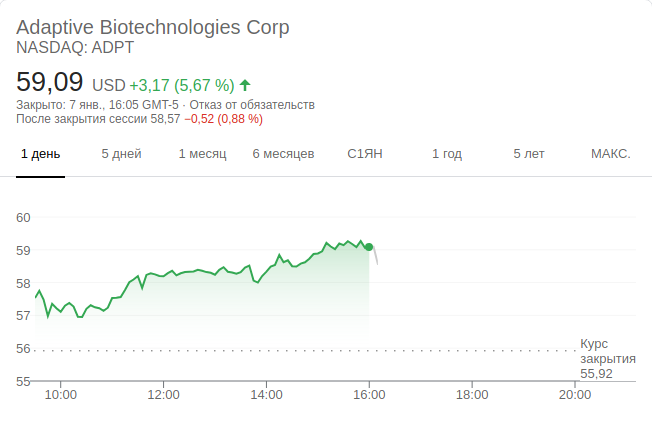 Adaptive Biotechnologies Corp
NASDAQ: ADPT
59,09 USD +3,17 (5,67 %)
Закрыто: 7 янв., 16:05 GMT-5 · Отказ от обязательств
После закрытия сессии 58,57 −0,52 (0,88 %)
1 день 5 дней 1 месяц 6 месяцев С1ЯН 1 год 5 лет МАКС.
60
59
58
57
56
55
Курс
закрытия
55,92
10:00 12:00 14:00 16:00 18:00 20:00